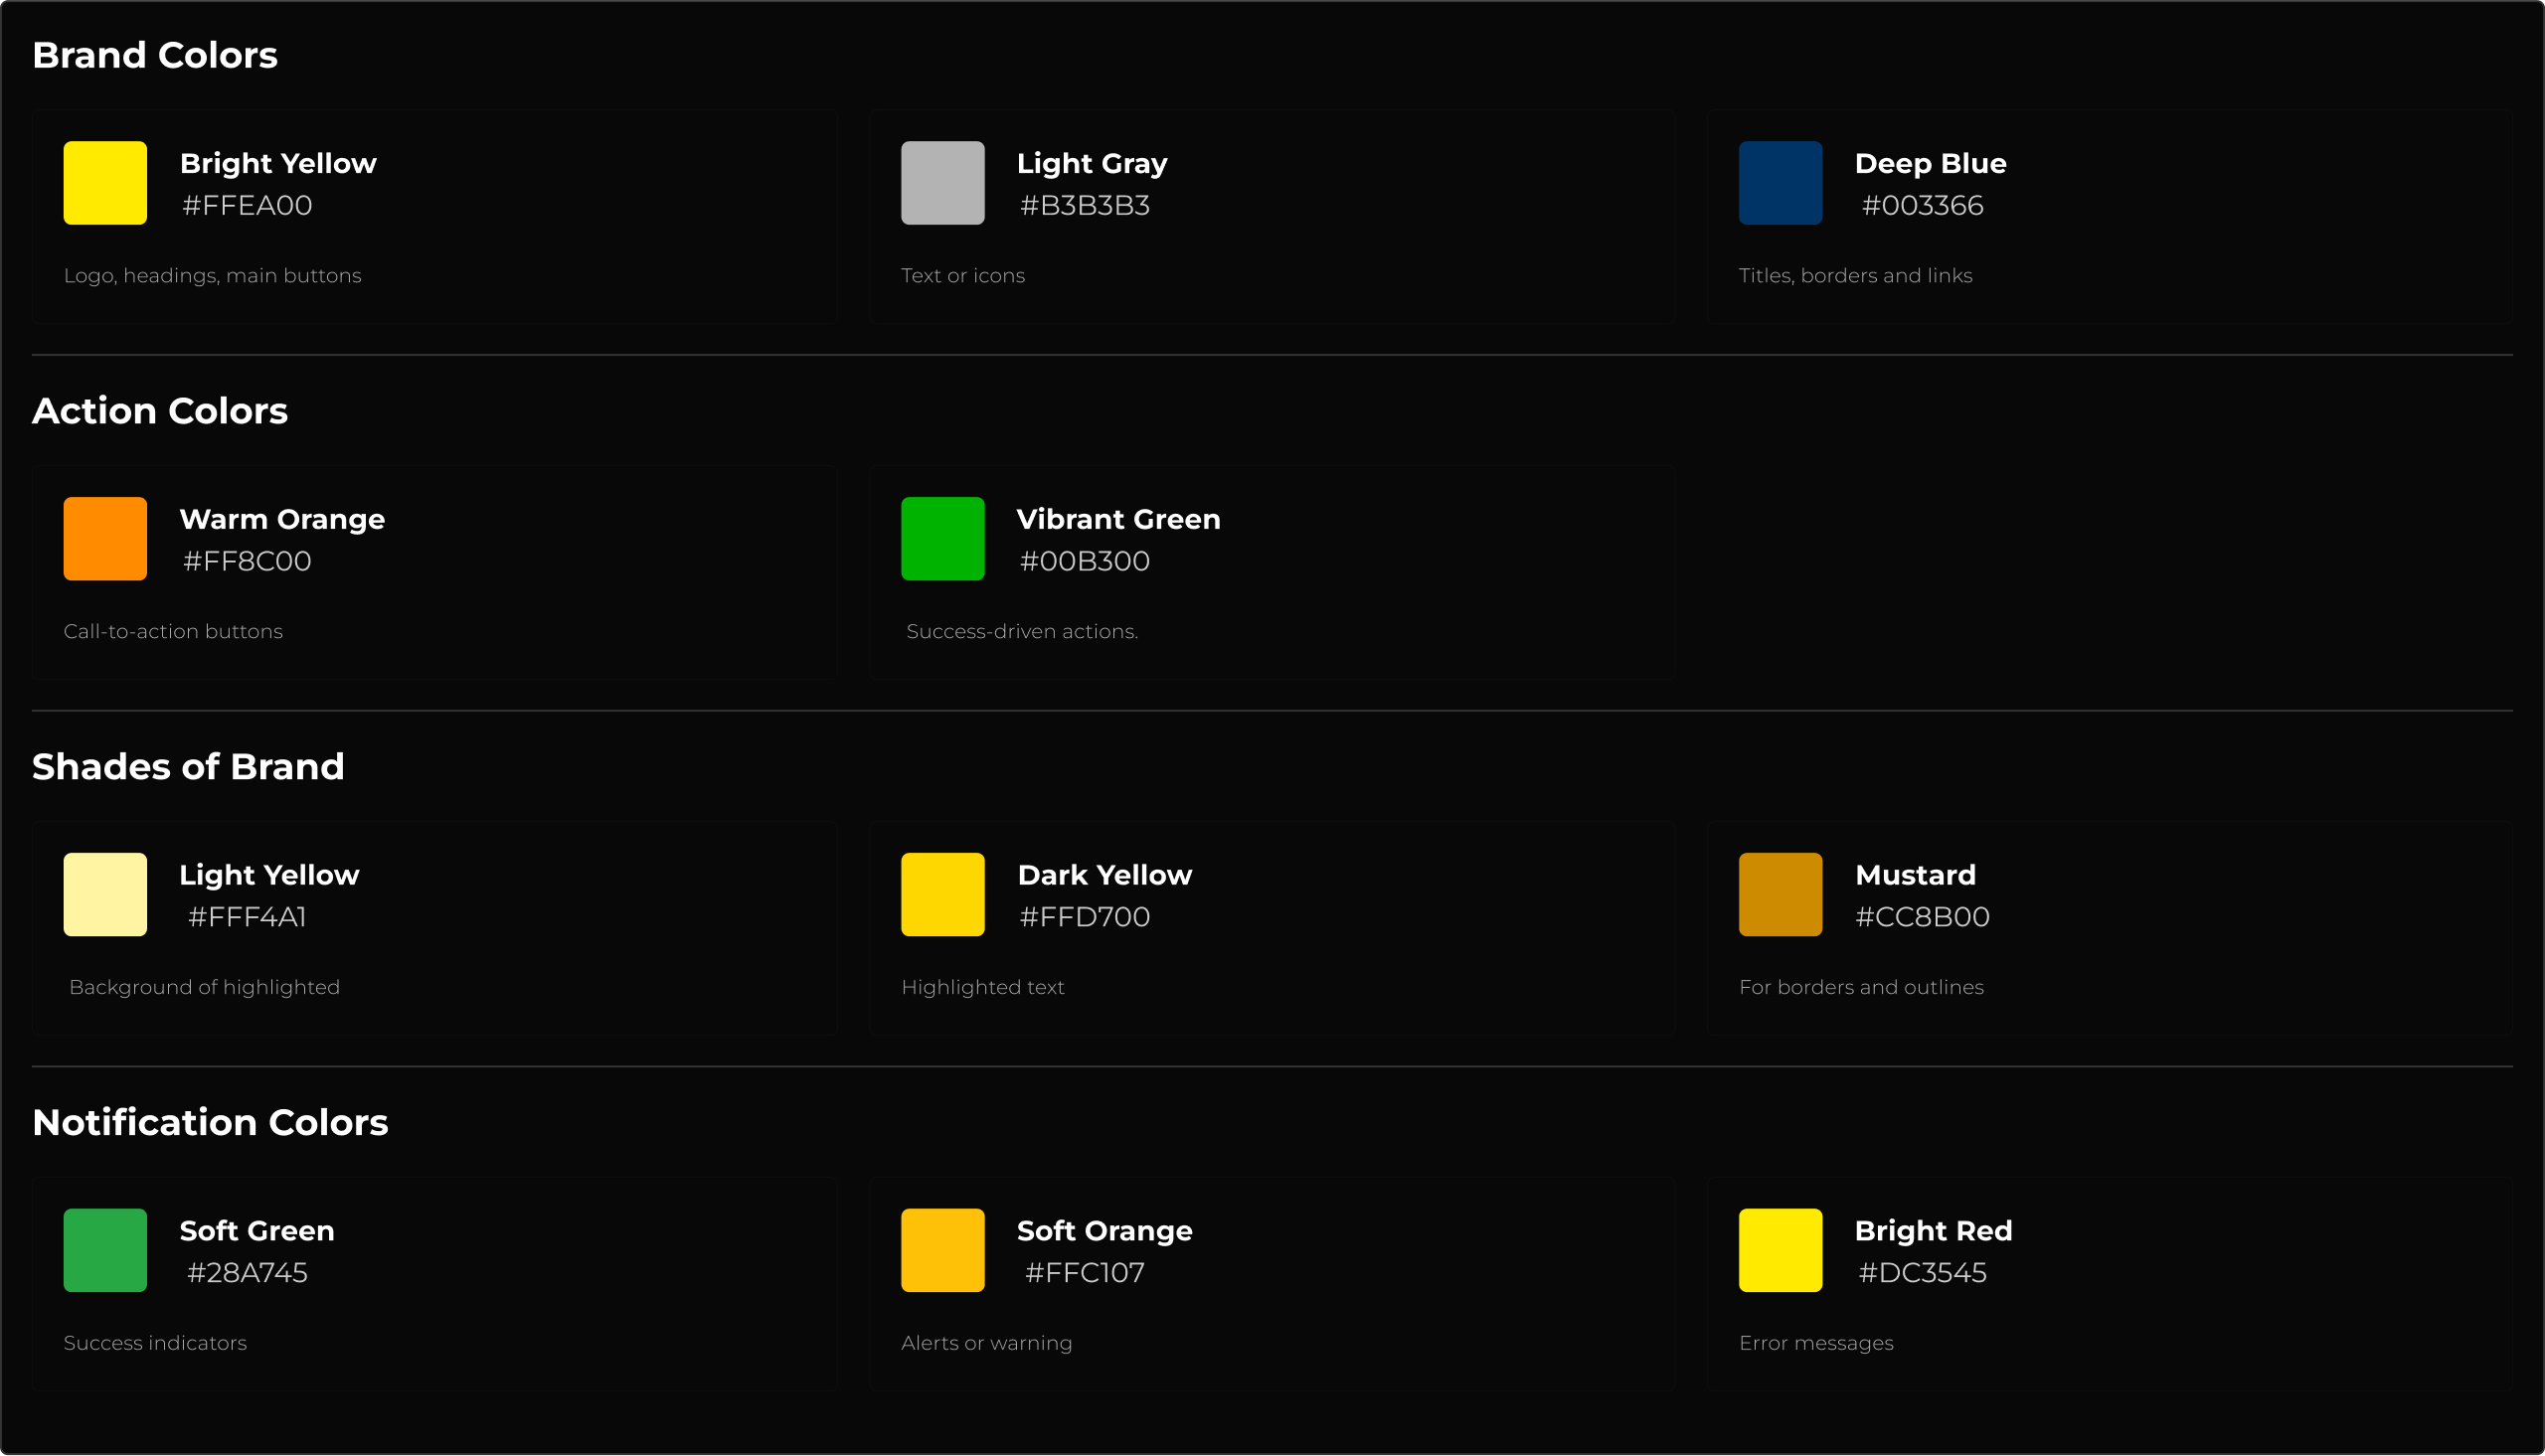 Brand Colors
Bright Yellow
#FFEA00
Logo, headings, main buttons
Light Gray
#B3B3B3
Text or icons
Deep Blue
#003366
Titles, borders and links
Action Colors
Warm Orange
#FF8C00
Call-to-action buttons
Vibrant Green
#00B300
Success-driven actions.
Shades of Brand
Light Yellow
#FFF4A1
Background of highlighted
Dark Yellow
#FFD700
Highlighted text
Mustard
#CC8B00
For borders and outlines
Notification Colors
Soft Green
#28A745
Success indicators
Soft Orange
#FFC107
Alerts or warning
Bright Red
#DC3545
Error messages